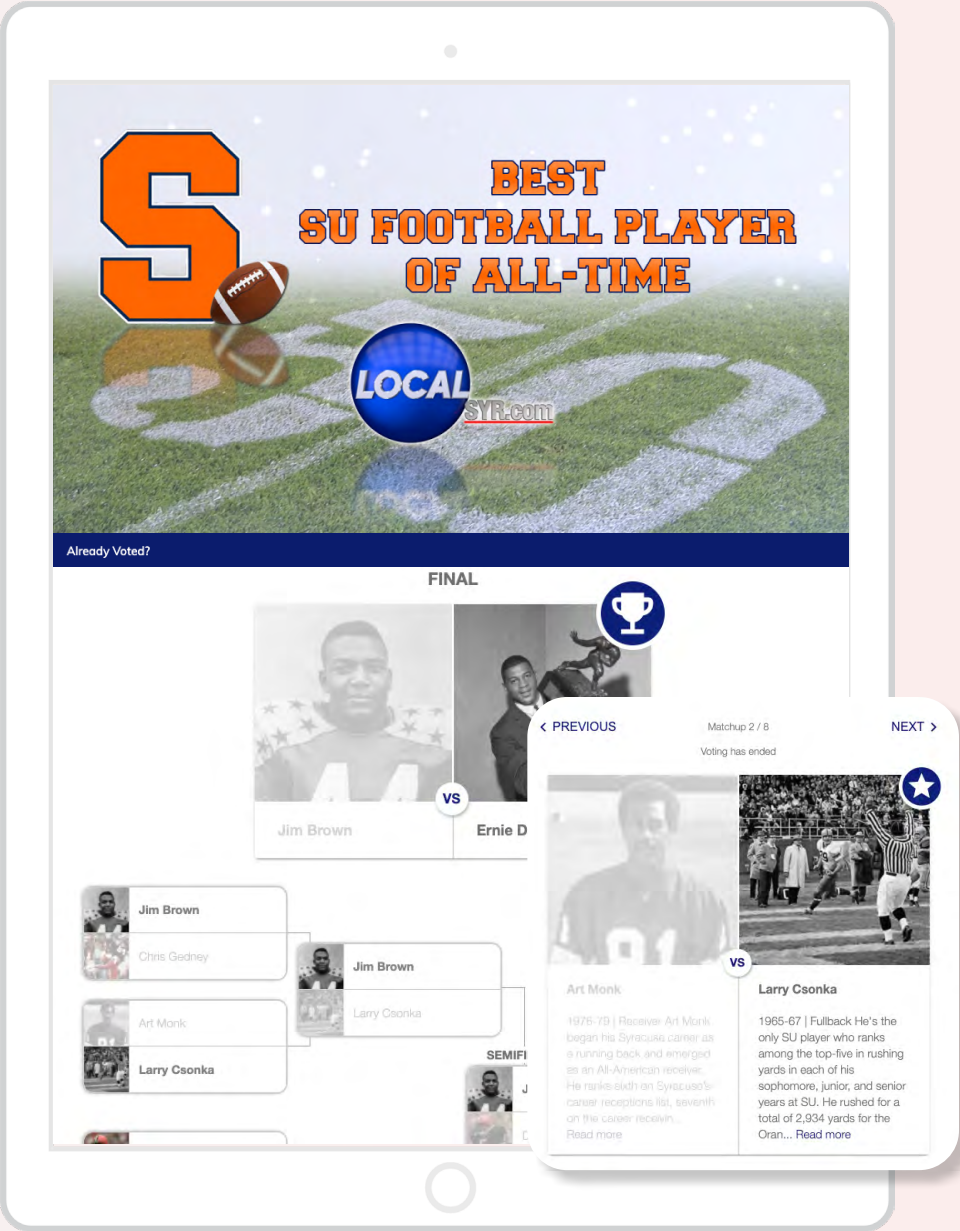 S
BEST
SU FOOTBALL PLAYER
OF ALL-TIME
LOCAL
SYR.com
Already Voted?
FINAL
VS
Jim Brown
Ernie D
Jim Brown
Chris Gedney
Art Monk
Larry Csonka
Jim Brown
Larry Csonka
SEMIFI
J
< PREVIOUS
Matchup 2 / 8
NEXT >
Voting has ended
VS
Art Monk
1976-79 | Receiver Art Monk
began his Syracuse career as
a running back and emerged
as an All-American receiver.
He ranks sixth on Syracuse's
career receptions list, seventh
on the career receivin...
Read more
Larry Csonka
1965-67 | Fullback He's the
only SU player who ranks
among the top-five in rushing
yards in each of his
sophomore, junior, and senior
years at SU. He rushed for a
total of 2,934 yards for the
Oran... Read more